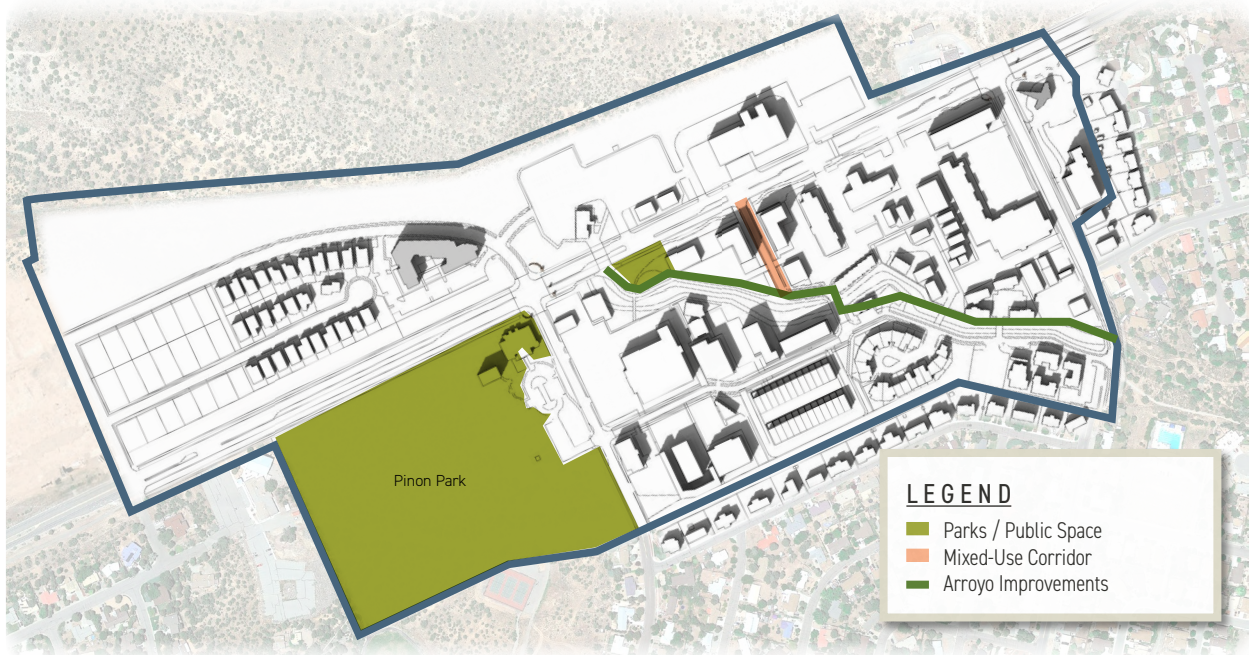 Pinon Park
LEGEND
Parks / Public Space
Mixed-Use Corridor
Arroyo Improvements